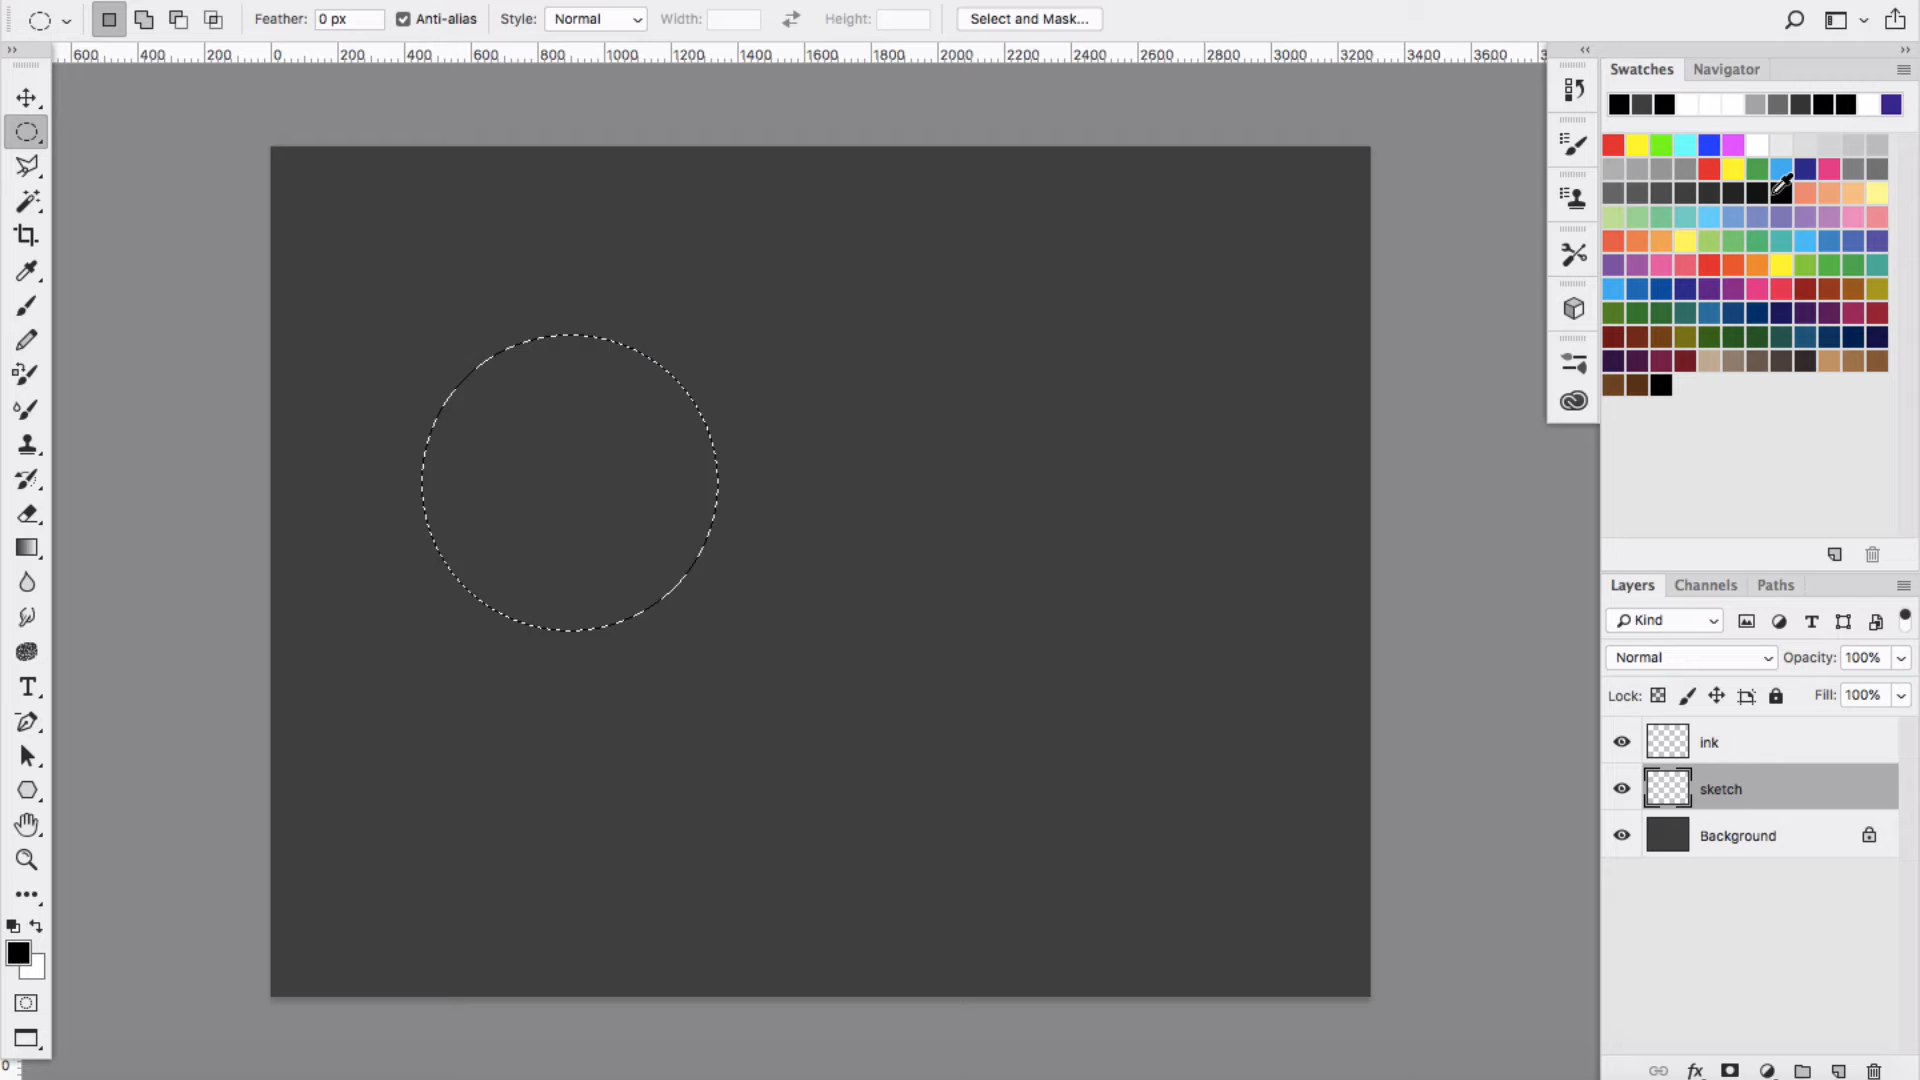 Feather: 0 px Anti-alias Style: Normal Width: Height: Select and Mask...
600 400 200 0 200 400 600 800 1000 1200 1400 1600 1800 2000 2200 2400 2600 2800 3000 3200 3400 3600
Swatches Navigator
Layers Channels Paths
Kind
Normal Opacity: 100%
Lock: Fill: 100%
ink
sketch
Background
0